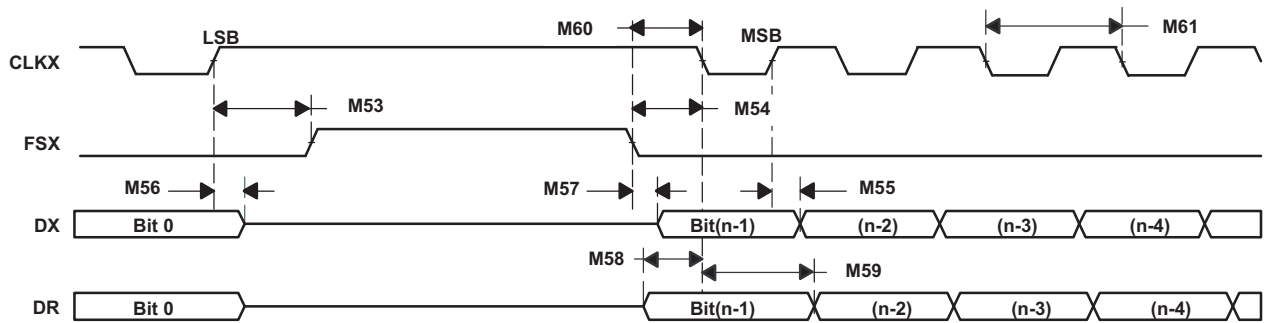 LSB M60 MSB M61
CLKX
M53 M54
FSX
M56 M57 M55
DX Bit 0 Bit(n-1) (n-2) (n-3) (n-4)
M58 M59
DR Bit 0 Bit(n-1) (n-2) (n-3) (n-4)